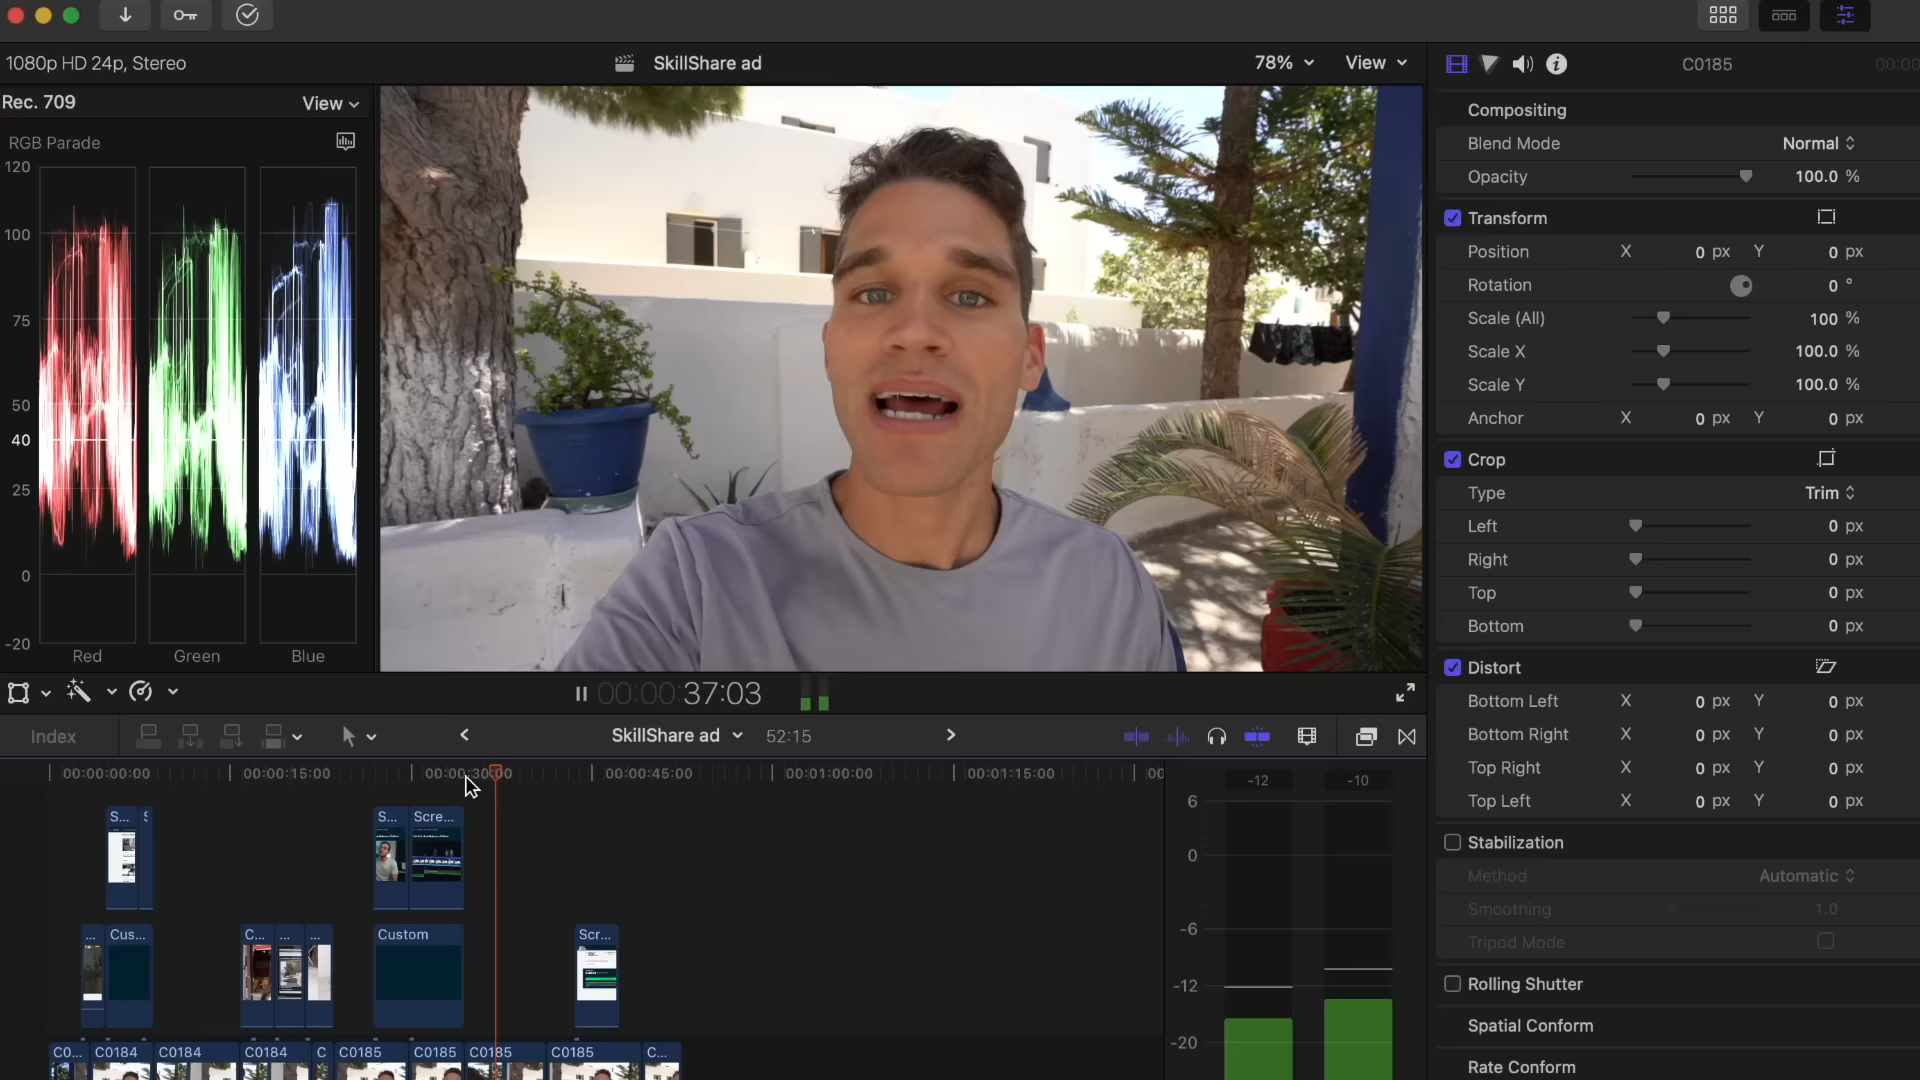 1080p HD 24p, Stereo
SkillShare ad
78%
View
C0185
00:00
Rec. 709
View
RGB Parade
120
100
75
50
40
25
0
-20
Red
Green
Blue
Compositing
Blend Mode
Normal
Opacity
100.0 %
Transform
Position
X
0 px
Y
0 px
Rotation
0 °
Scale (All)
100 %
Scale X
100.0 %
Scale Y
100.0 %
Anchor
X
0 px
Y
0 px
Crop
Type
Trim
Left
0 px
Right
0 px
Top
0 px
Bottom
0 px
Distort
Bottom Left
X
0 px
Y
0 px
Bottom Right
X
0 px
Y
0 px
Top Right
X
0 px
Y
0 px
Top Left
X
0 px
Y
0 px
Stabilization
Method
Automatic
Smoothing
1.0
Tripod Mode
Rolling Shutter
Spatial Conform
Rate Conform
00:00:37:03
Index
SkillShare ad
52:15
00:00:00:00
00:00:15:00
00:00:30:00
00:00:45:00
00:01:00:00
00:01:15:00
00
S...
S
S...
Scre...
...
Cus...
C...
...
...
Custom
Scr...
C0...
C0184
C0184
C0184
C
C0185
C0185
C0185
C0185
C...
-12
-10
6
0
-6
-12
-20